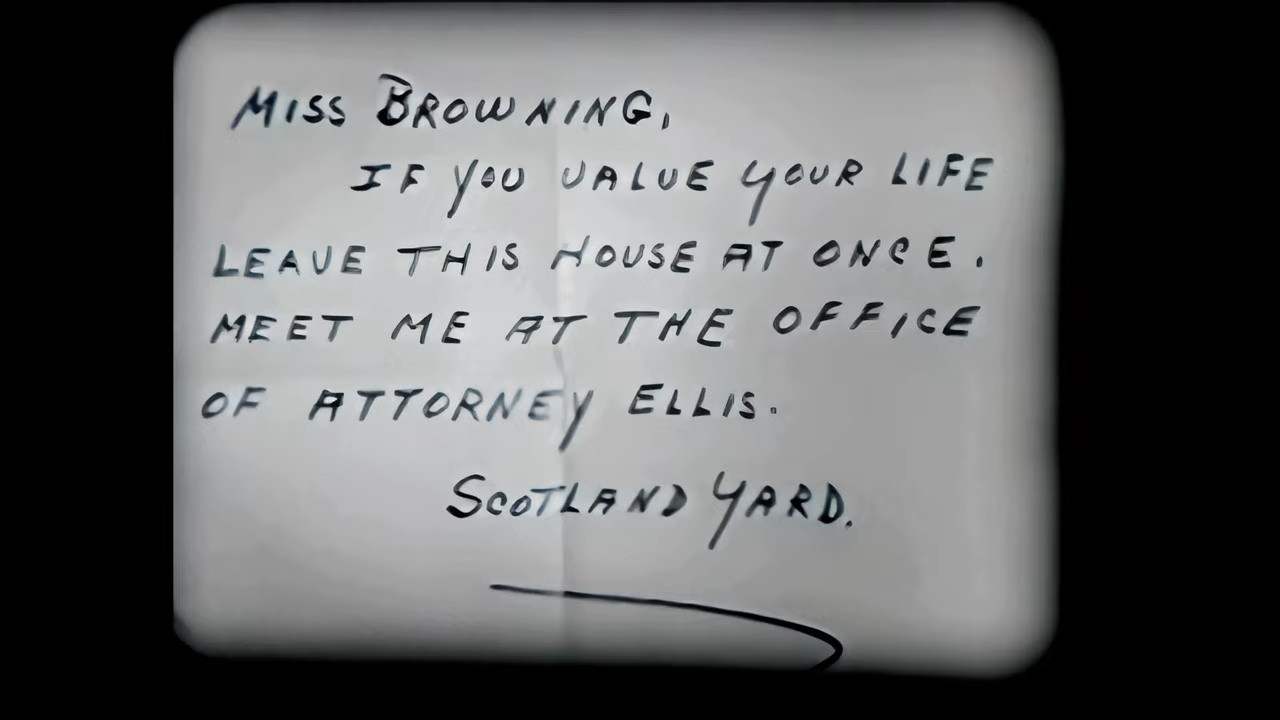 MISS BROWNING,
IF YOU VALUE YOUR LIFE
LEAVE THIS HOUSE AT ONCE.
MEET ME AT THE OFFICE
OF ATTORNEY ELLIS.
SCOTLAND YARD.